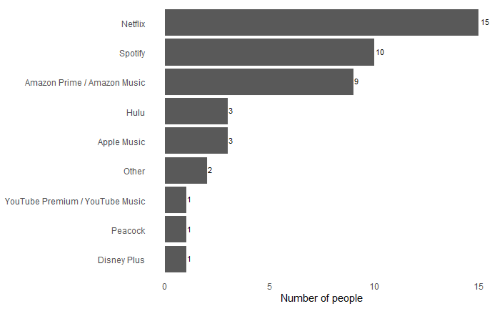 Netflix 15
Spotify 10
Amazon Prime / Amazon Music 9
Hulu 3
Apple Music 3
Other 2
YouTube Premium / YouTube Music 1
Peacock 1
Disney Plus 1
0 5 10 15
Number of people